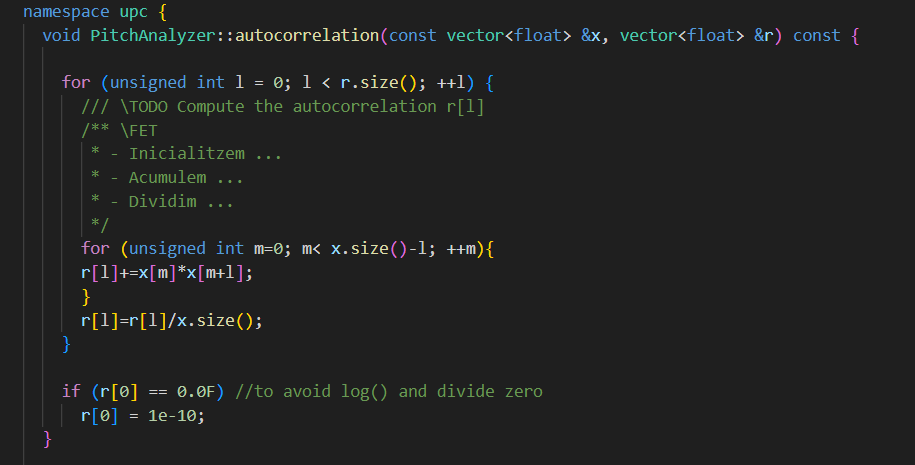 namespace upc {
void PitchAnalyzer::autocorrelation(const vector<float> &x, vector<float> &r) const {
for (unsigned int l = 0; l < r.size(); ++l) {
/// \TODO Compute the autocorrelation r[l]
/** \FET
* - Inicialitzem ...
* - Acumulem ...
* - Dividim ...
*/
for (unsigned int m=0; m< x.size()-l; ++m){
r[l]+=x[m]*x[m+l];
}
r[l]=r[l]/x.size();
}
if (r[0] == 0.0F) //to avoid log() and divide zero
r[0] = 1e-10;
}